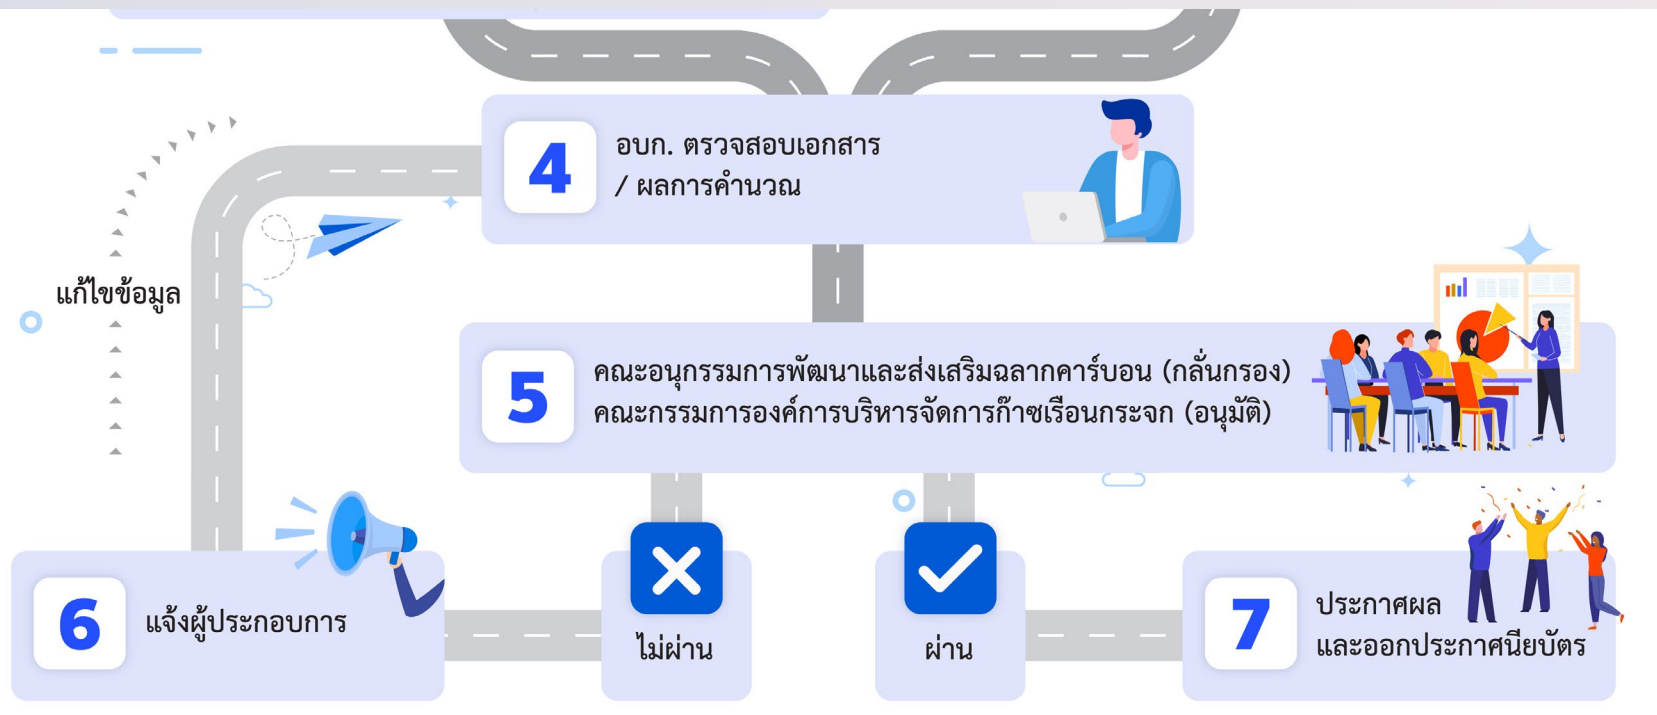 4
อบก. ตรวจสอบเอกสาร
/ ผลการคำนวณ
แก้ไขข้อมูล
5
คณะอนุกรรมการพัฒนาและส่งเสริมฉลากคาร์บอน (กลั่นกรอง)
คณะกรรมการองค์การบริหารจัดการก๊าซเรือนกระจก (อนุมัติ)
6
แจ้งผู้ประกอบการ
ไม่ผ่าน
ผ่าน
7
ประกาศผล
และออกประกาศนียบัตร